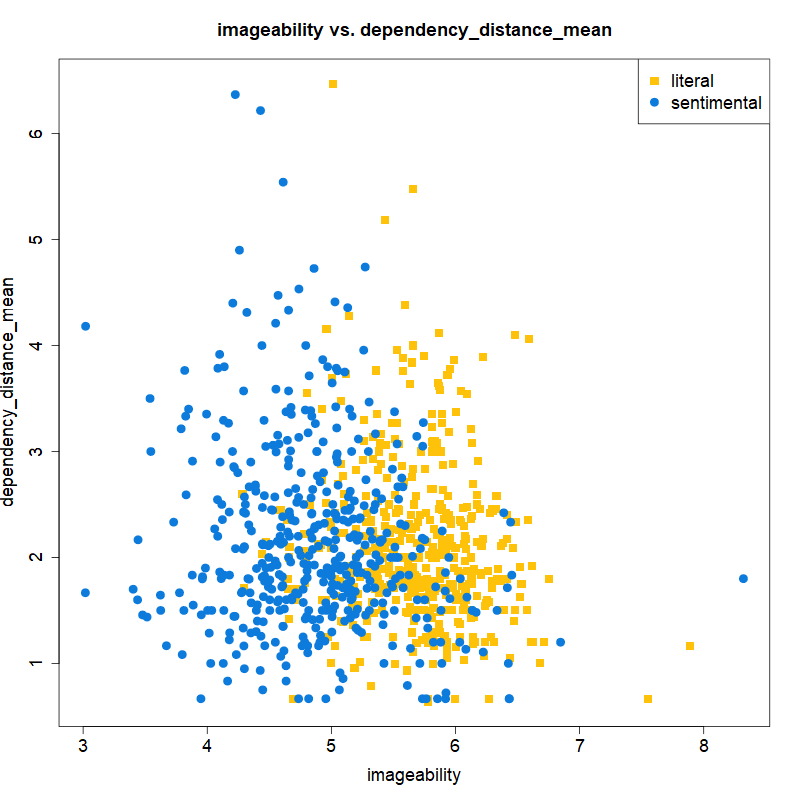 imageability vs. dependency_distance_mean
literal
sentimental
dependency_distance_mean
6
5
4
3
2
1
3 4 5 6 7 8
imageability